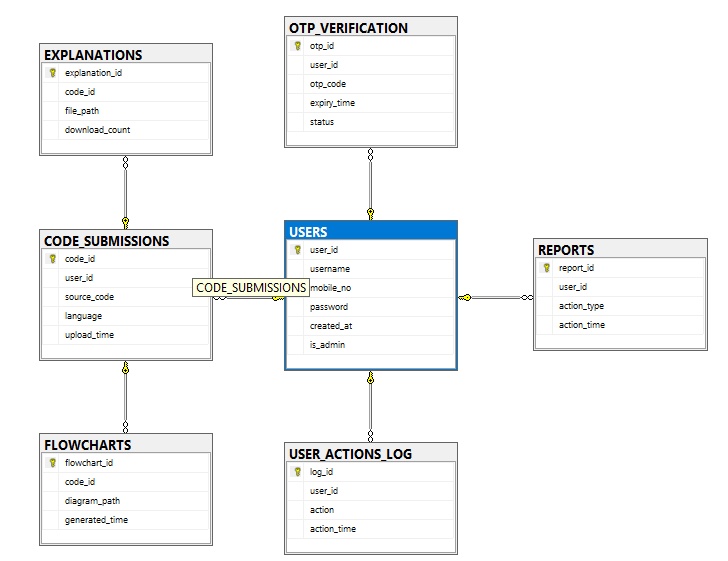 EXPLANATIONS
explanation_id
code_id
file_path
download_count
OTP_VERIFICATION
otp_id
user_id
otp_code
expiry_time
status
CODE_SUBMISSIONS
code_id
user_id
source_code
language
upload_time
CODE_SUBMISSIONS
USERS
user_id
username
mobile_no
password
created_at
is_admin
REPORTS
report_id
user_id
action_type
action_time
FLOWCHARTS
flowchart_id
code_id
diagram_path
generated_time
USER_ACTIONS_LOG
log_id
user_id
action
action_time